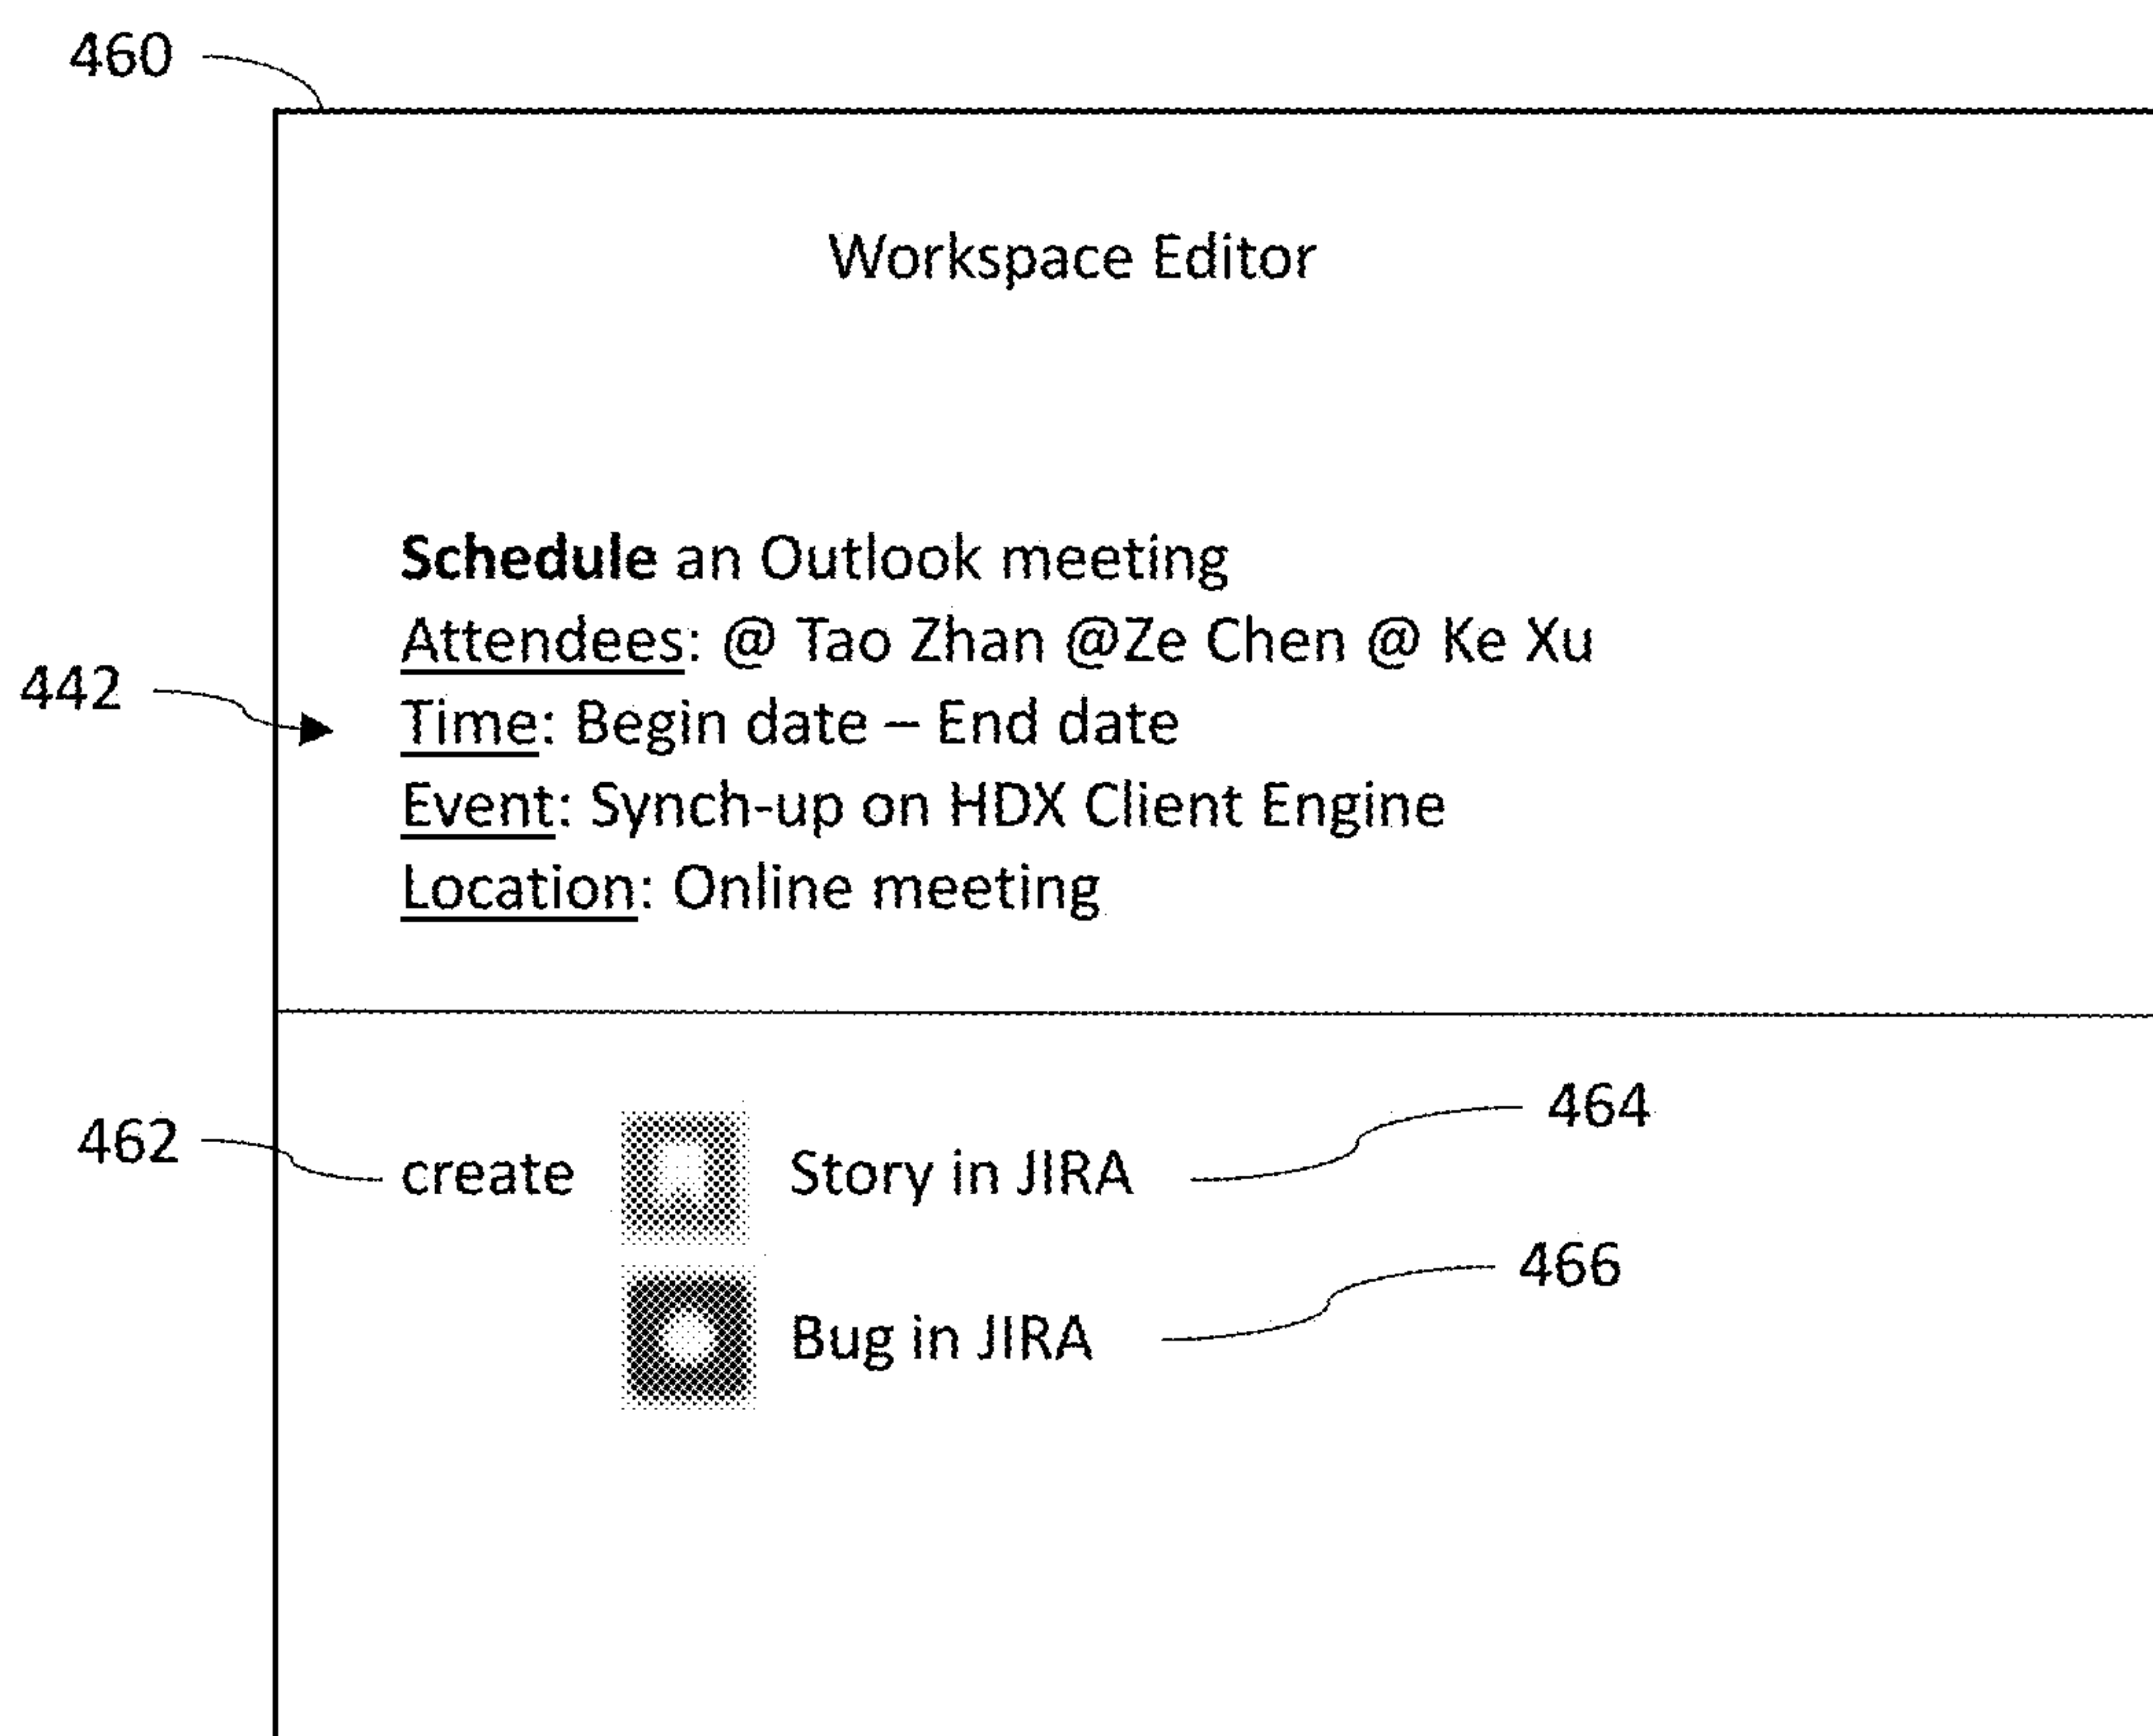 460
Workspace Editor
Schedule an Outlook meeting
Attendees: @ Tao Zhan @Ze Chen @ Ke Xu
442
Time: Begin date – End date
Event: Synch-up on HDX Client Engine
Location: Online meeting
464
462
create Story in JIRA
466
Bug in JIRA